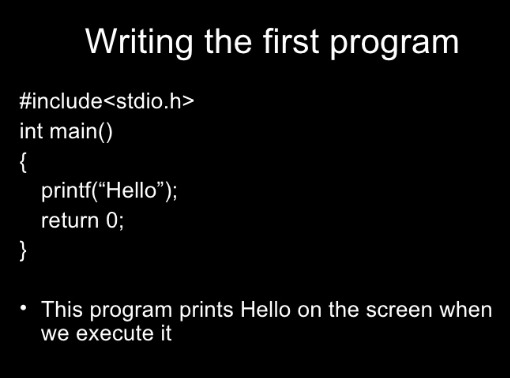 Writing the first program
#include<stdio.h>
int main()
{
printf(“Hello”);
return 0;
}
• This program prints Hello on the screen when
we execute it